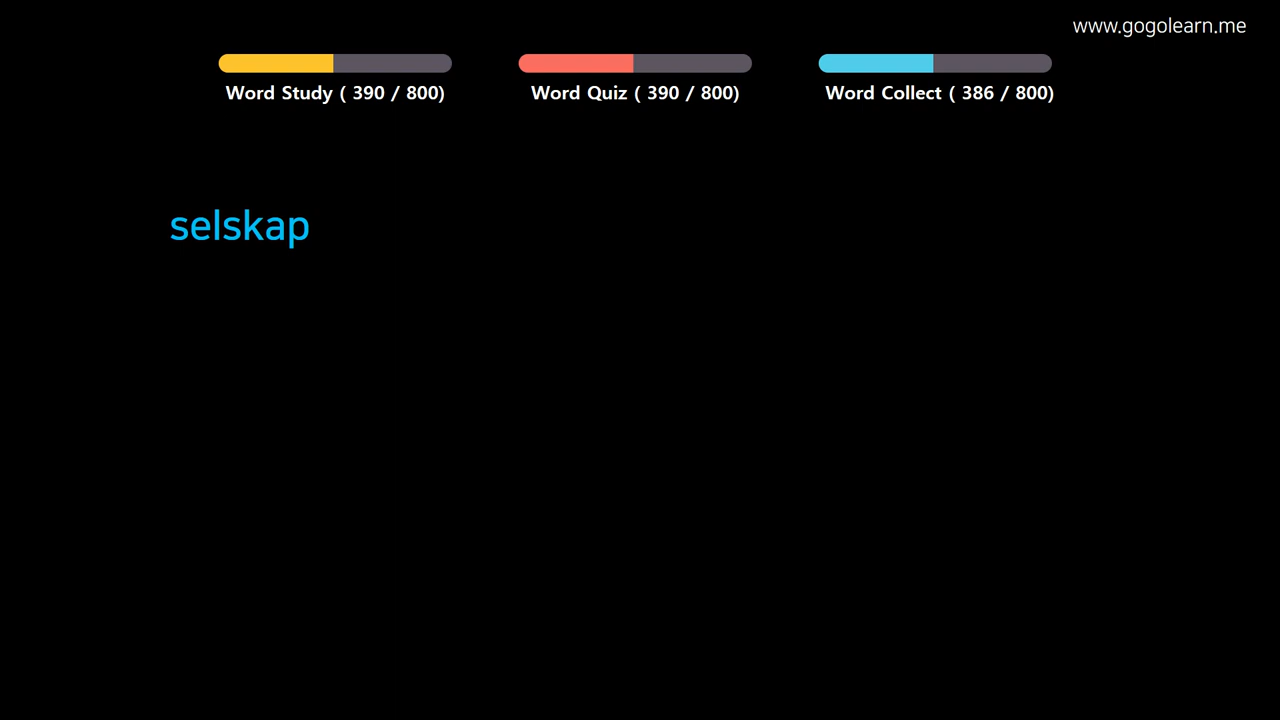 www.gogolearn.me
Word Study ( 390 / 800)
Word Quiz ( 390 / 800)
Word Collect ( 386 / 800)
selskap